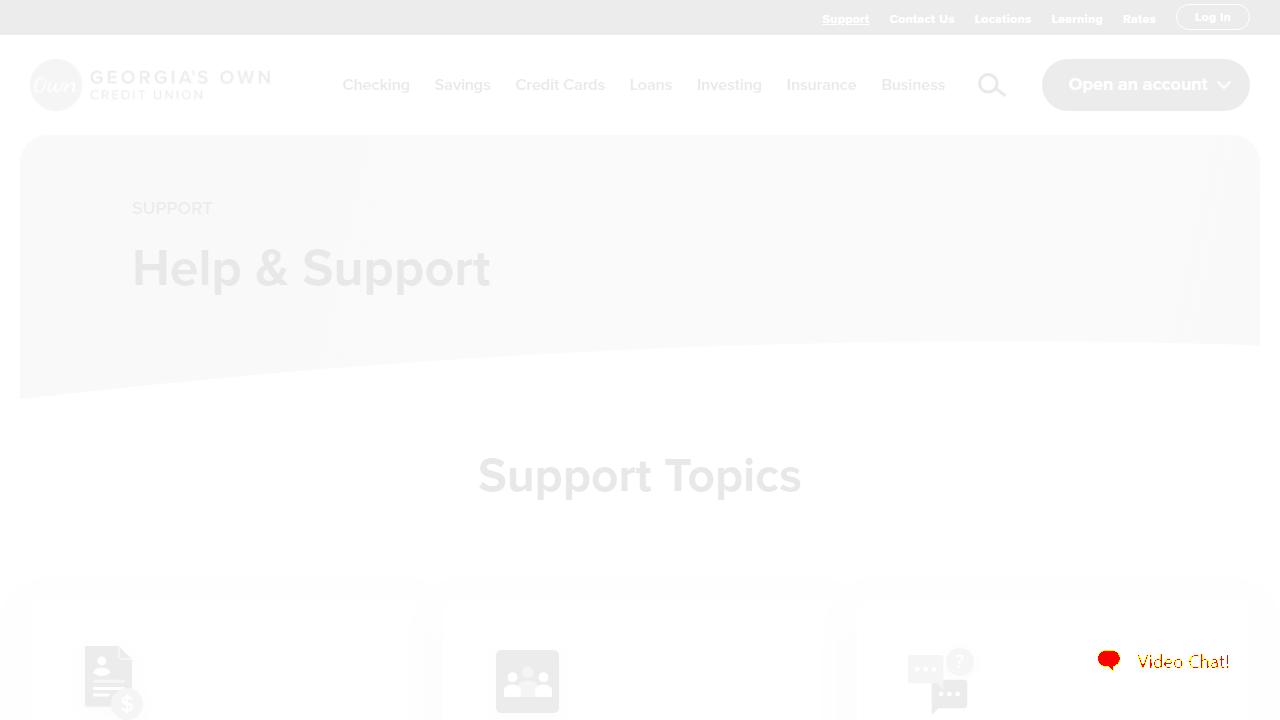 Support Contact Us Locations Learning Rates Log In
Own GEORGIA'S OWN
CREDIT UNION
Checking Savings Credit Cards Loans Investing Insurance Business Open an account
SUPPORT
Help & Support
Support Topics
$
?
Video Chat!